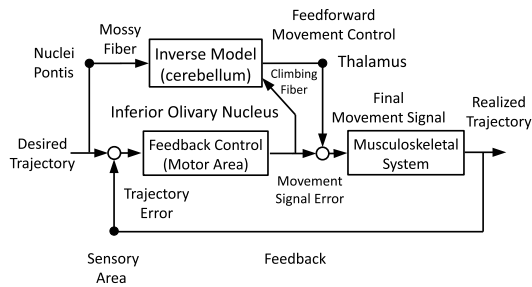 Feedforward
Movement Control
Mossy
Fiber
Nuclei
Pontis
Inverse Model
(cerebellum)
Thalamus
Climbing
Fiber
Inferior Olivary Nucleus
Final
Movement Signal
Realized
Trajectory
Desired
Trajectory
Feedback Control
(Motor Area)
Musculoskeletal
System
Trajectory
Error
Movement
Signal Error
Sensory
Area
Feedback